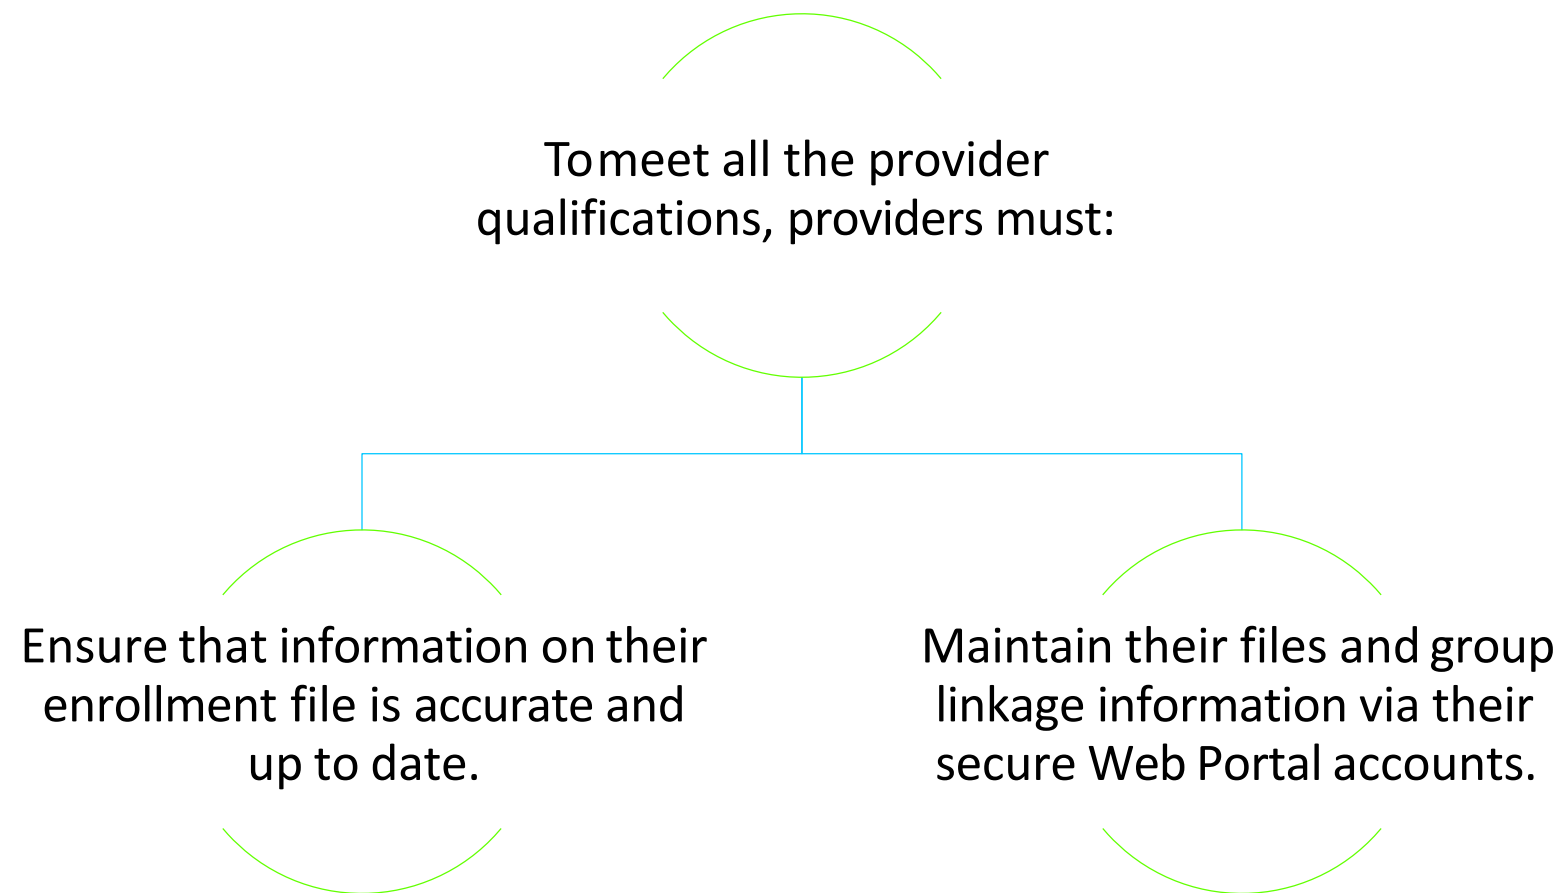 Tomeet all the provider
qualifications, providers must:
Ensure that information on their
enrollment file is accurate and
up to date.
Maintain their files and group
linkage information via their
secure Web Portal accounts.